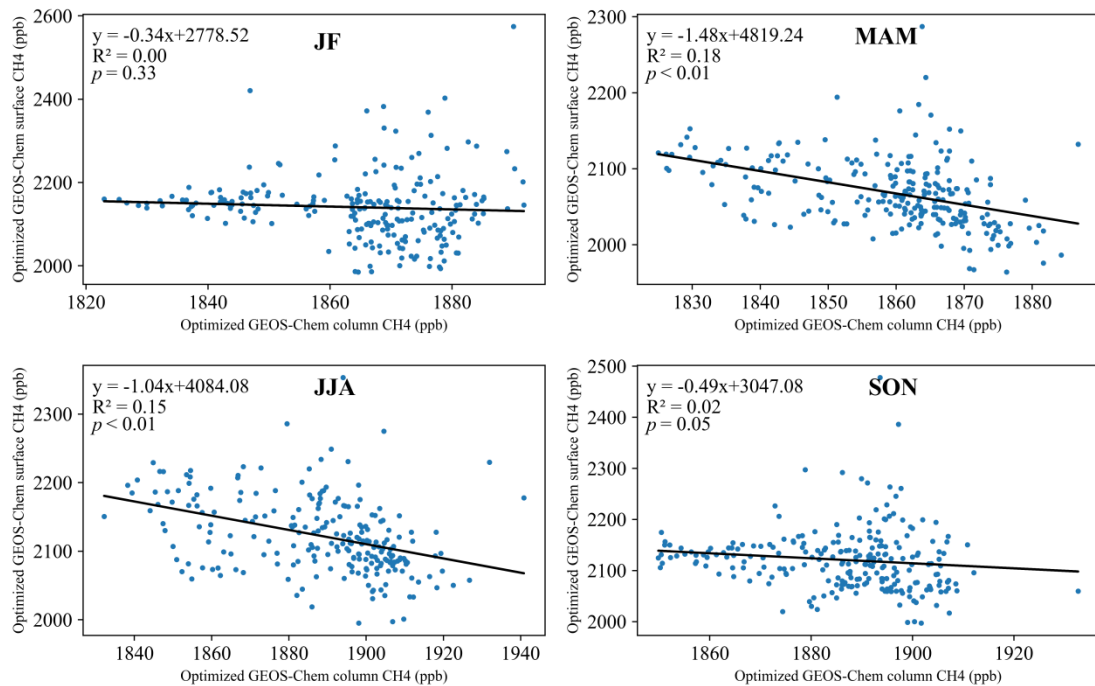 Optimized GEOS-Chem surface CH4 (ppb)
2600
2400
2200
2000
y = -0.34x+2778.52
R² = 0.00
p = 0.33
JF
1820 1840 1860 1880
Optimized GEOS-Chem column CH4 (ppb)
Optimized GEOS-Chem surface CH4 (ppb)
2300
2200
2100
2000
y = -1.48x+4819.24
R² = 0.18
p < 0.01
MAM
1830 1840 1850 1860 1870 1880
Optimized GEOS-Chem column CH4 (ppb)
Optimized GEOS-Chem surface CH4 (ppb)
2300
2200
2100
2000
y = -1.04x+4084.08
R² = 0.15
p < 0.01
JJA
1840 1860 1880 1900 1920 1940
Optimized GEOS-Chem column CH4 (ppb)
Optimized GEOS-Chem surface CH4 (ppb)
2500
2400
2300
2200
2100
2000
y = -0.49x+3047.08
R² = 0.02
p = 0.05
SON
1860 1880 1900 1920
Optimized GEOS-Chem column CH4 (ppb)